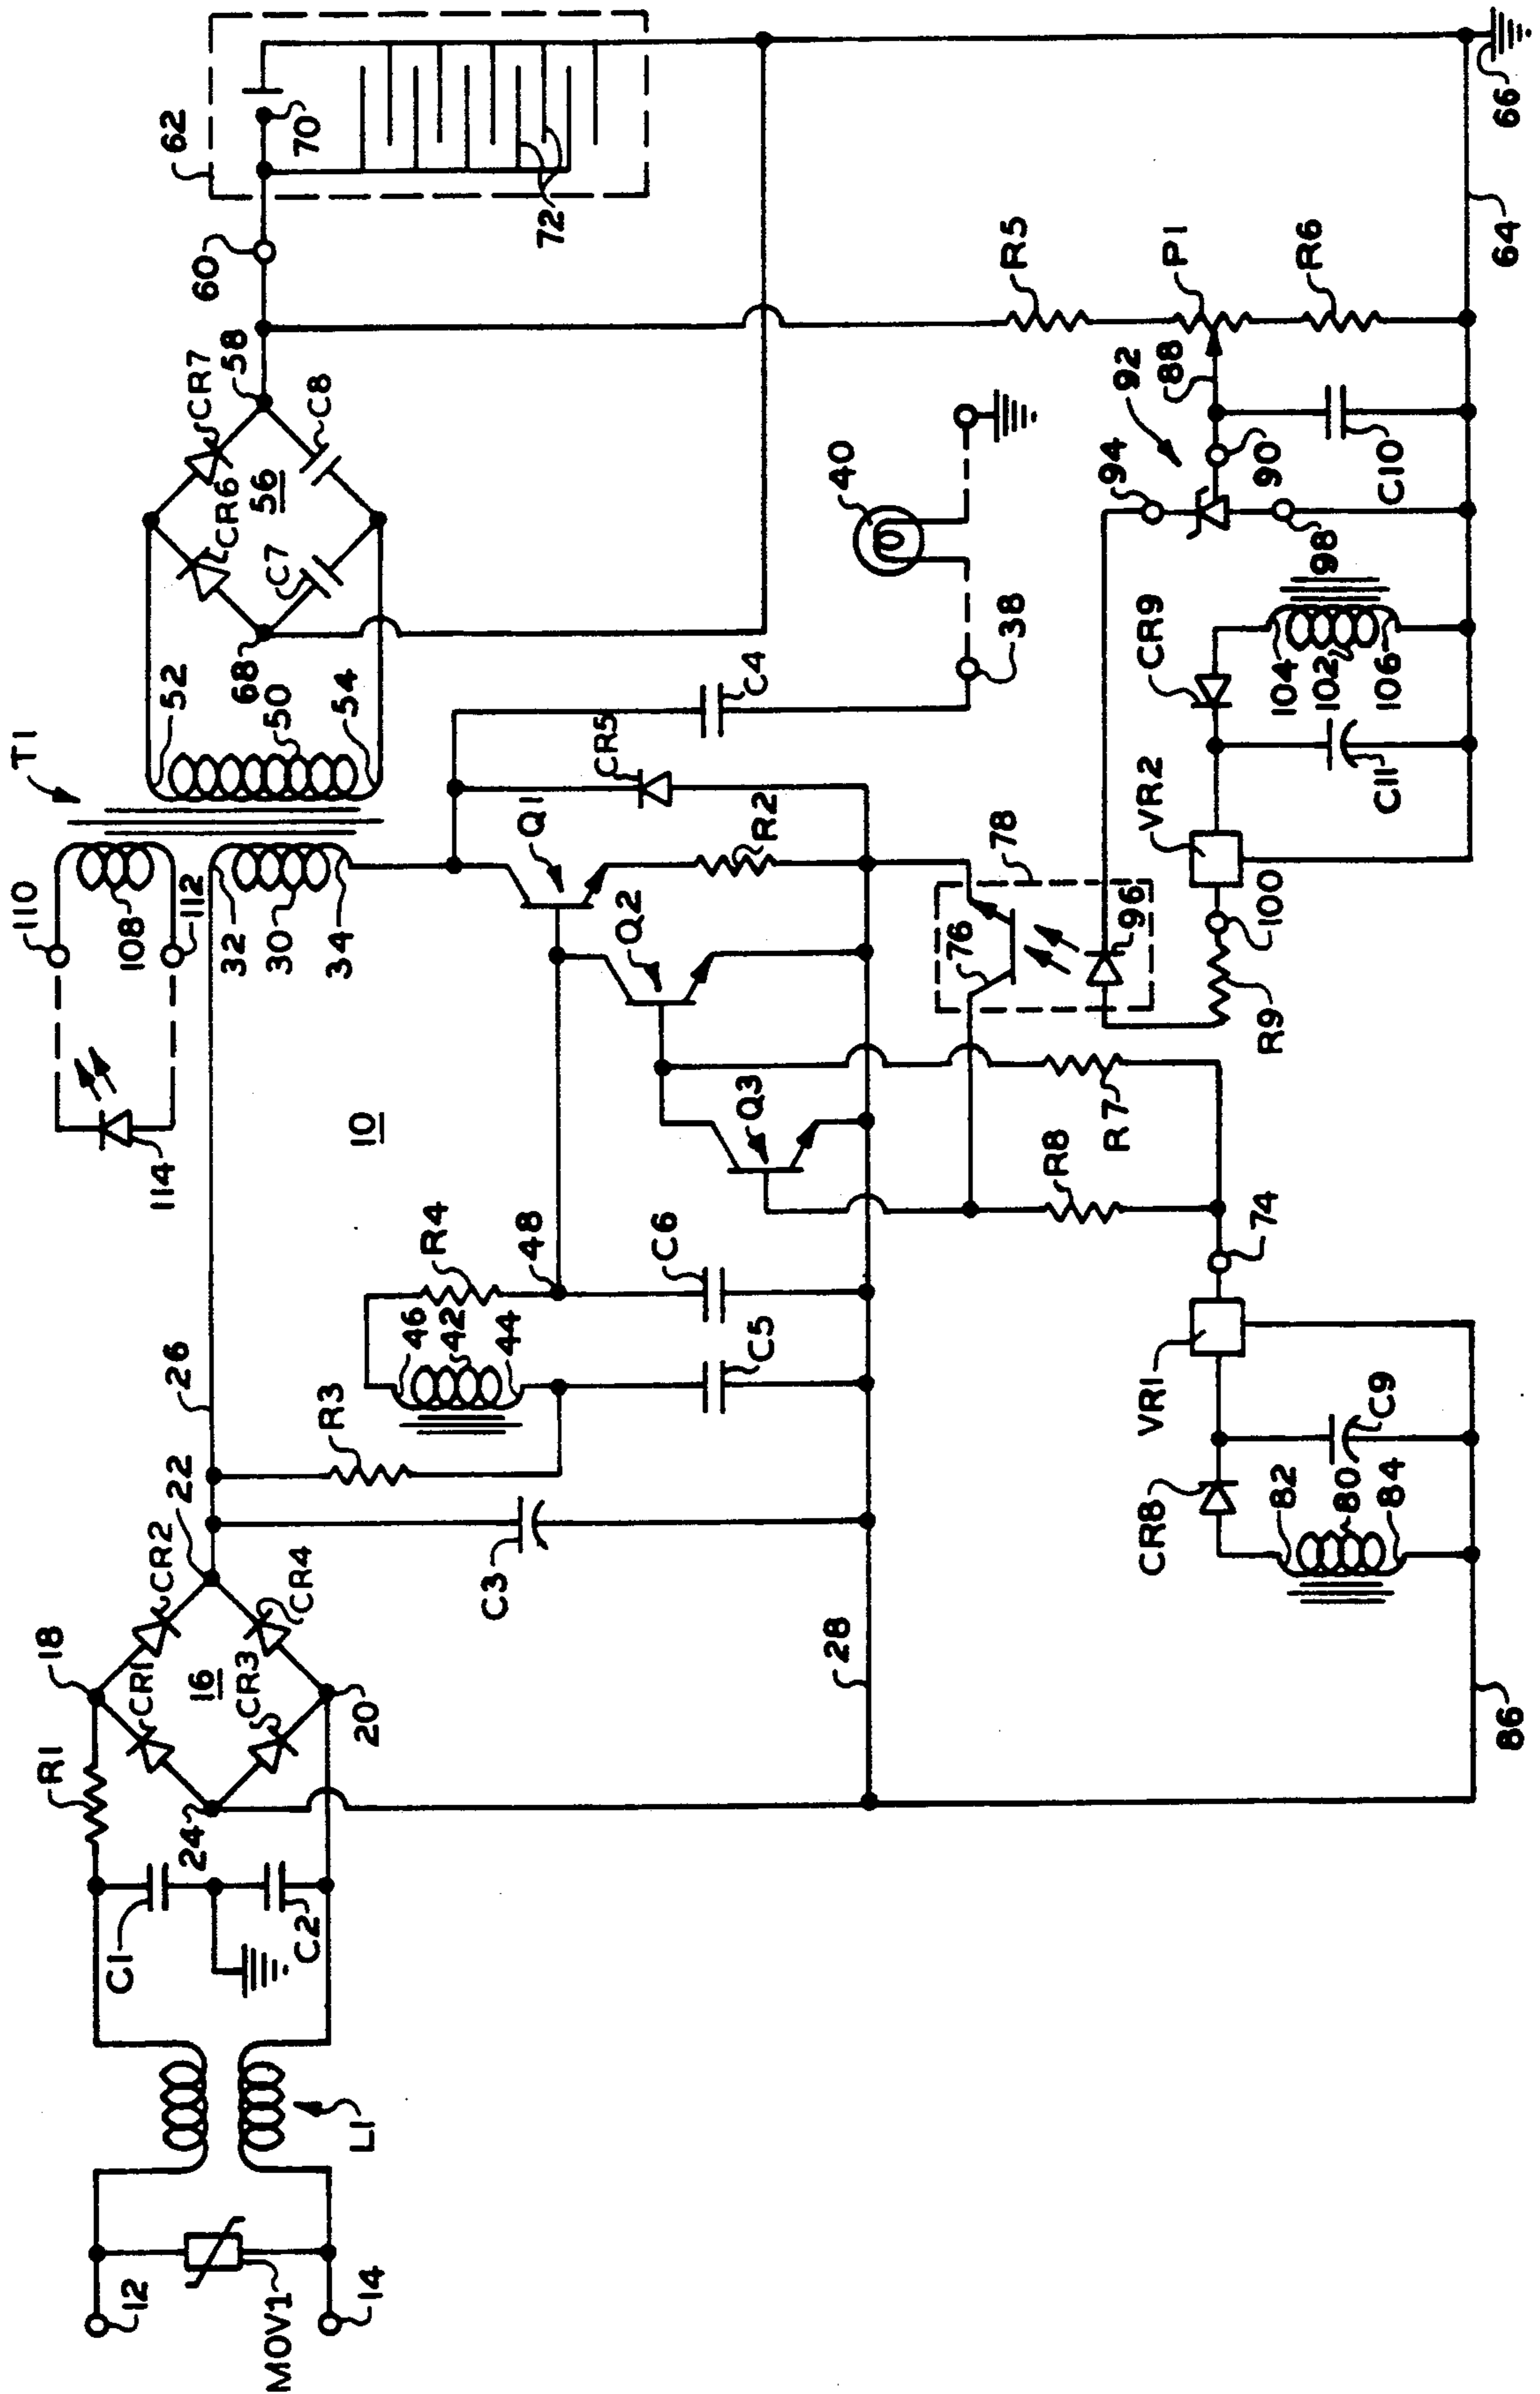 12
14
MOV1
L1
C1
C2
R1
18
20
24
CR1
CR2
CR3
CR4
16
22
26
C3
28
R3
46
42
44
R4
48
C5
C6
10
110
108
112
114
T1
32
30
34
52
50
54
68
CR6
CR7
C7
C8
56
58
60
62
70
72
Q1
Q2
Q3
R2
CR5
C4
38
40
76
78
96
R7
R8
74
VR1
CR8
C9
82
80
84
86
R9
100
VR2
C11
CR9
104
102
106
98
94
92
90
88
C10
R5
P1
R6
64
66